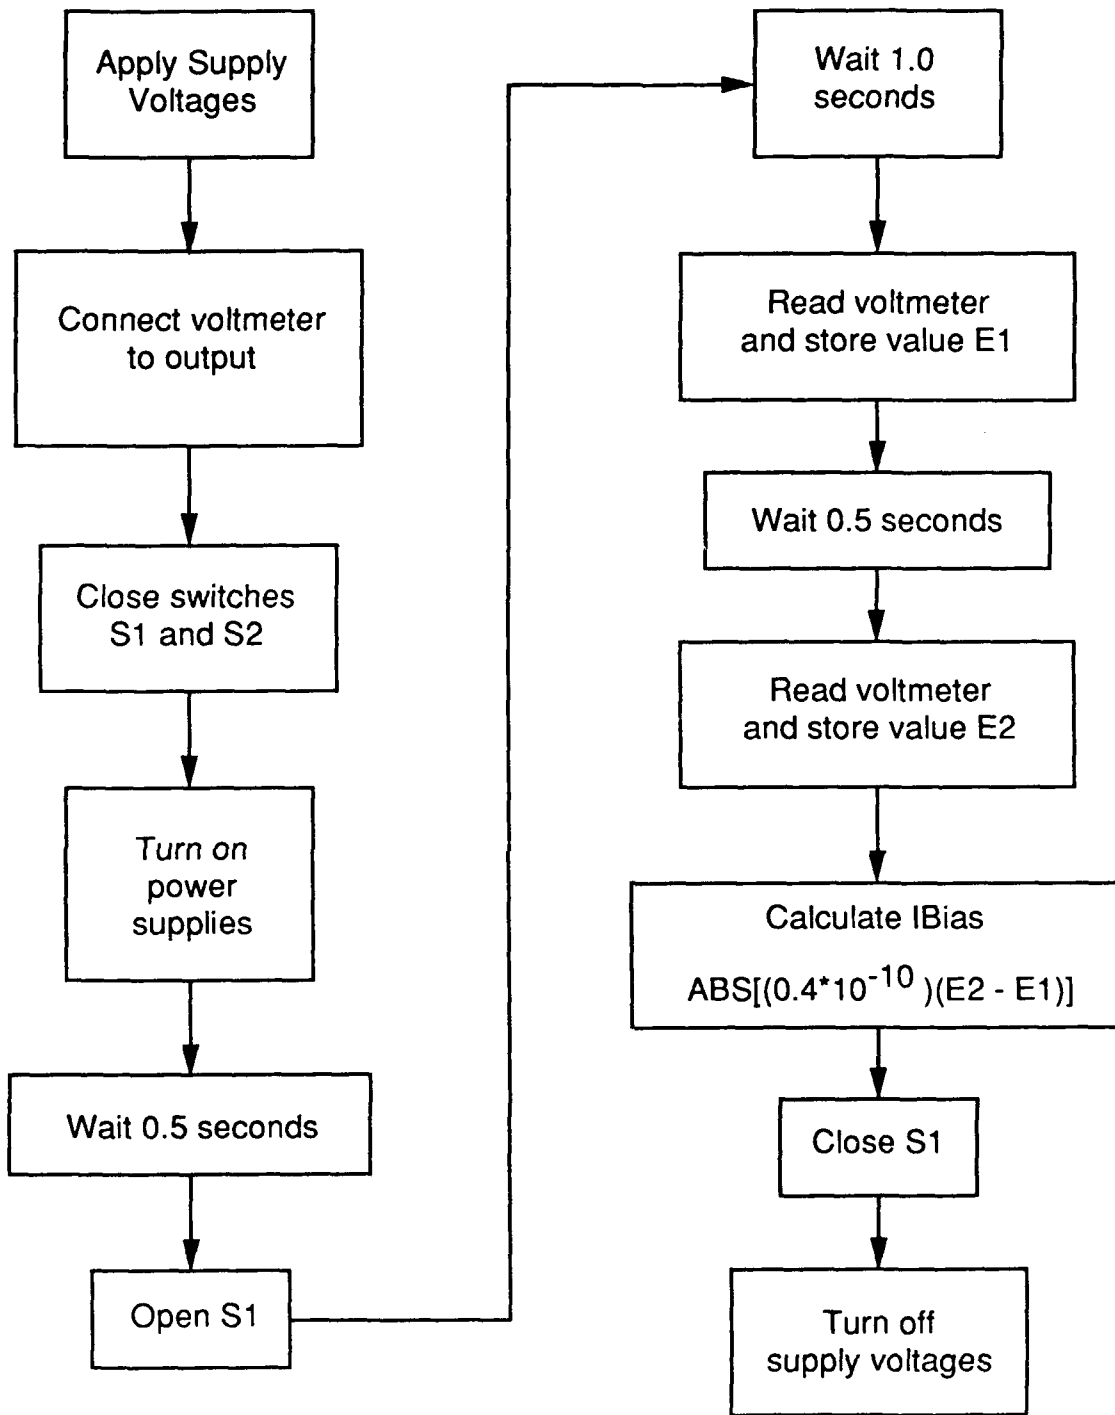 Apply Supply
Voltages
Connect voltmeter
to output
Close switches
S1 and S2
Turn on
power
supplies
Wait 0.5 seconds
Open S1
Wait 1.0
seconds
Read voltmeter
and store value E1
Wait 0.5 seconds
Read voltmeter
and store value E2
Calculate IBias
ABS[(0.4*10^-10 )(E2 - E1)]
Close S1
Turn off
supply voltages